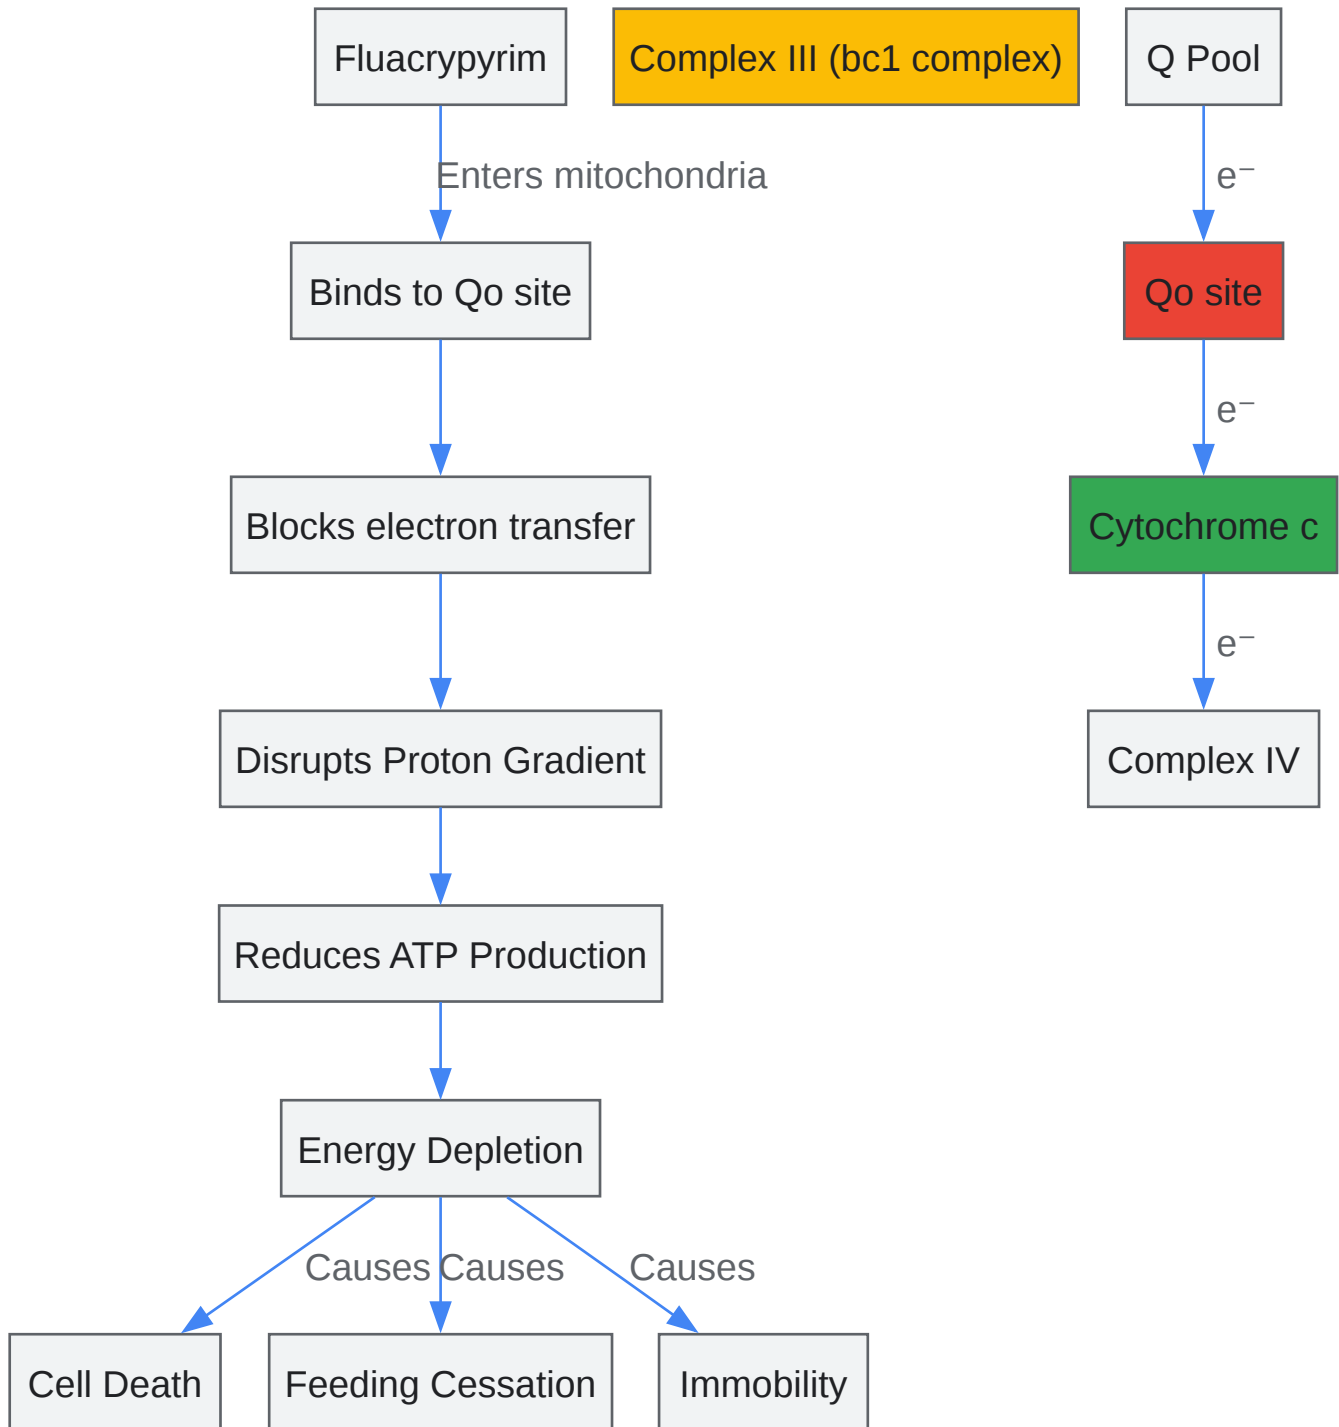 Fluacrypyrim
Complex III (bc1 complex)
Q Pool
Enters mitochondria
e⁻
Binds to Qo site
Qo site
e⁻
Blocks electron transfer
Cytochrome c
e⁻
Disrupts Proton Gradient
Complex IV
Reduces ATP Production
Energy Depletion
Causes
Causes
Causes
Cell Death
Feeding Cessation
Immobility